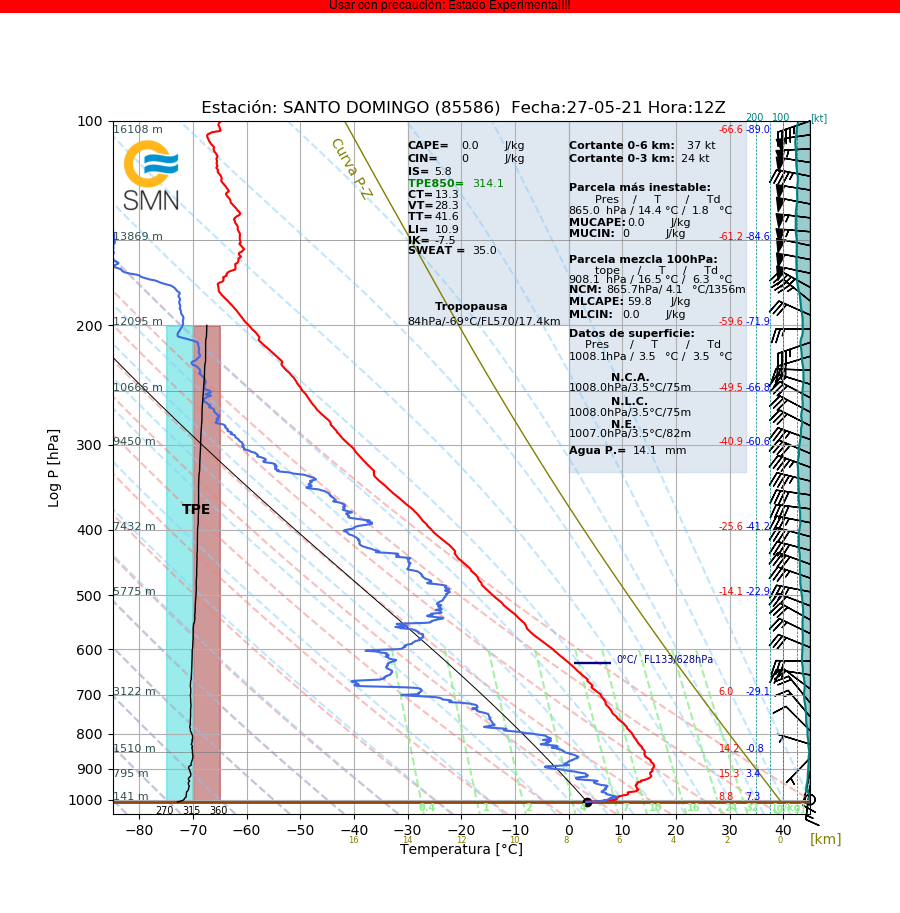 Usar con precaución: Estado Experimental!!!
Estación: SANTO DOMINGO (85586)  Fecha:27-05-21 Hora:12Z
200 100 [kt]
100
16108 m
-66.6 -89.0
SMN
Curva P-Z
CAPE= 0.0 J/kg
CIN= 0 J/kg
IS= 5.8
TPE850= 314.1
CT=13.3
VT=28.3
TT=41.6
LI= 10.9
IK= -7.5
SWEAT = 35.0
Tropopausa
84hPa/-69°C/FL570/17.4km
Cortante 0-6 km: 37 kt
Cortante 0-3 km: 24 kt
Parcela más inestable:
Pres / T / Td
865.0 hPa / 14.4 °C / 1.8 °C
MUCAPE: 0.0 J/kg
MUCIN: 0 J/kg
Parcela mezcla 100hPa:
tope / T / Td
908.1 hPa / 16.5 °C / 6.3 °C
NCM: 865.7hPa/ 4.1 °C/1356m
MLCAPE: 59.8 J/kg
MLCIN: 0.0 J/kg
Datos de superficie:
Pres / T / Td
1008.1hPa / 3.5 °C / 3.5 °C
N.C.A.
1008.0hPa/3.5°C/75m
N.L.C.
1008.0hPa/3.5°C/75m
N.E.
1007.0hPa/3.5°C/82m
Agua P.= 14.1 mm
13869 m
-61.2 -84.6
200
12095 m
-59.6 -71.9
10666 m
-49.5 -66.8
300
9450 m
-40.9 -60.6
Log P [hPa]
TPE
400
7432 m
-25.6 -41.2
500
5775 m
-14.1 -22.9
600
0°C/ FL133/628hPa
700
3122 m
6.0 -29.1
800
1510 m
14.2 -0.8
900
795 m
15.3 3.4
1000
141 m
8.8 7.3
270 315 360
0.4 1 2 4 7 10 16 24 32 [g/kg]
−80 −70 −60 −50 −40 −30 −20 −10 0 10 20 30 40
16 14 12 10 8 6 4 2 0 [km]
Temperatura [°C]